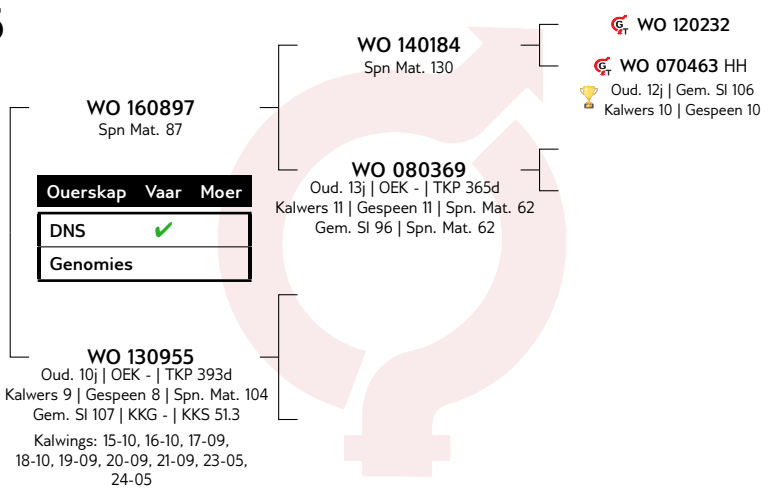 WO 160897
Spn Mat. 87
WO 140184
Spn Mat. 130
GT WO 120232
GT WO 070463 HH
Oud. 12j | Gem. SI 106
Kalwers 10 | Gespeen 10
WO 080369
Oud. 13j | OEK - | TKP 365d
Kalwers 11 | Gespeen 11 | Spn. Mat. 62
Gem. SI 96 | Spn. Mat. 62
Ouerskap Vaar Moer
DNS ✔
Genomies
WO 130955
Oud. 10j | OEK - | TKP 393d
Kalwers 9 | Gespeen 8 | Spn. Mat. 104
Gem. SI 107 | KKG - | KKS 51.3
Kalwings: 15-10, 16-10, 17-09,
18-10, 19-09, 20-09, 21-09, 23-05,
24-05